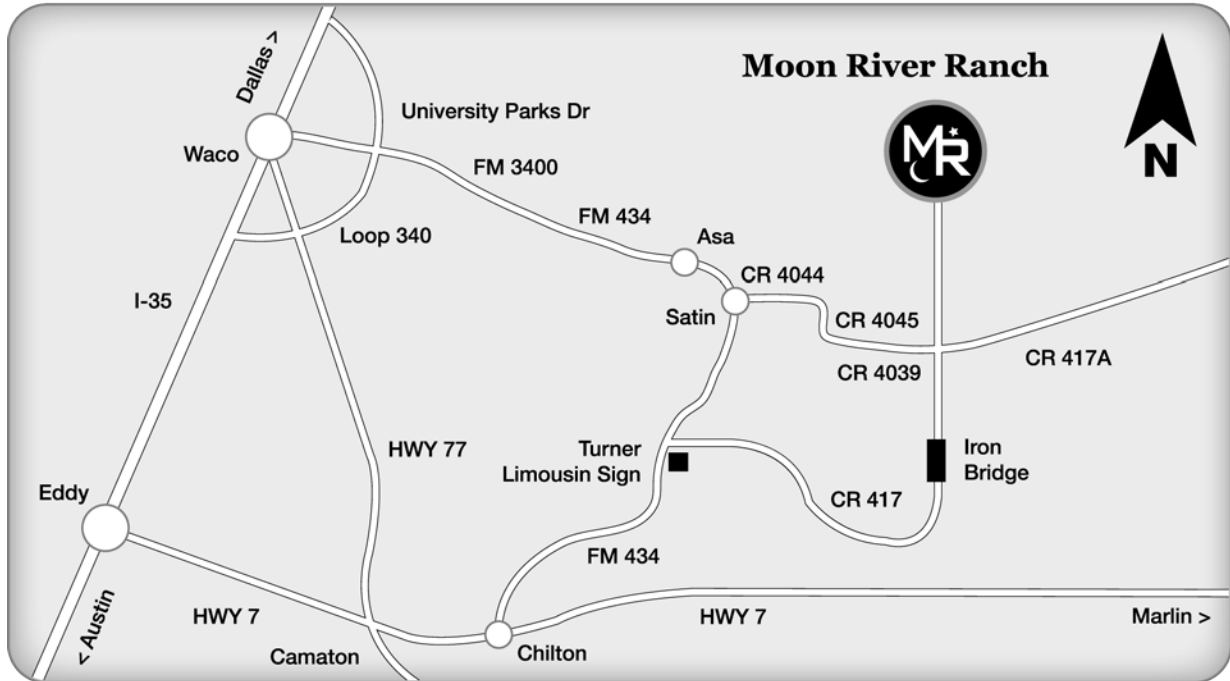 Dallas >
Moon River Ranch
University Parks Dr
MR
Waco
FM 3400
N
FM 434
Asa
Loop 340
CR 4044
I-35
Satin
CR 4045
CR 417A
CR 4039
HWY 77
Turner
Limousin Sign
Iron
Bridge
Eddy
CR 417
FM 434
< Austin
HWY 7
HWY 7
Marlin >
Camaton
Chilton